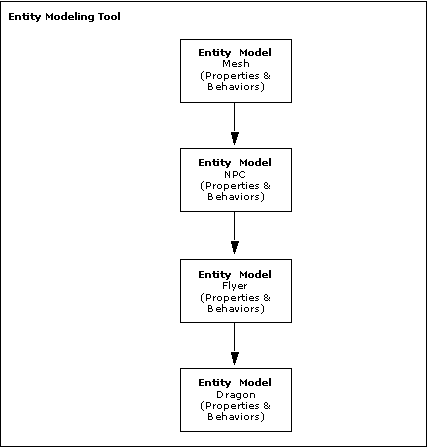 Entity Modeling Tool
Entity Model
Mesh
(Properties &
Behaviors)
Entity Model
NPC
(Properties &
Behaviors)
Entity Model
Flyer
(Properties &
Behaviors)
Entity Model
Dragon
(Properties &
Behaviors)